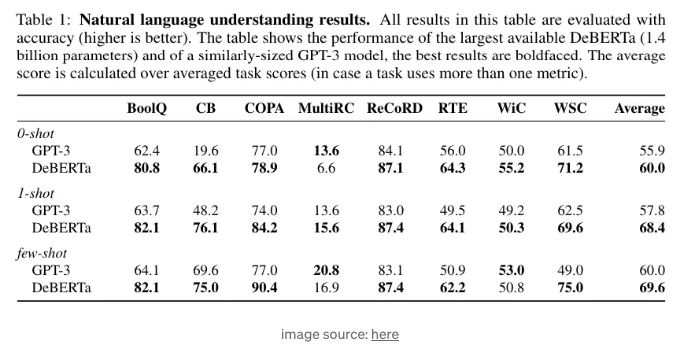 Table 1: Natural language understanding results. All results in this table are evaluated with
accuracy (higher is better). The table shows the performance of the largest available DeBERTa (1.4
billion parameters) and of a similarly-sized GPT-3 model, the best results are boldfaced. The average
score is calculated over averaged task scores (in case a task uses more than one metric).
BoolQ CB COPA MultiRC ReCoRD RTE WiC WSC Average
0-shot
GPT-3 62.4 19.6 77.0 13.6 84.1 56.0 50.0 61.5 55.9
DeBERTa 80.8 66.1 78.9 6.6 87.1 64.3 55.2 71.2 60.0
1-shot
GPT-3 63.7 48.2 74.0 13.6 83.0 49.5 49.2 62.5 57.8
DeBERTa 82.1 76.1 84.2 15.6 87.4 64.1 50.3 69.6 68.4
few-shot
GPT-3 64.1 69.6 77.0 20.8 83.1 50.9 53.0 49.0 60.0
DeBERTa 82.1 75.0 90.4 16.9 87.4 62.2 50.8 75.0 69.6
image source: here